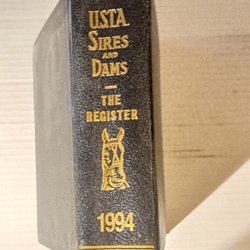 USTA
SIRES
AND
DAMS
THE
REGISTER
1994